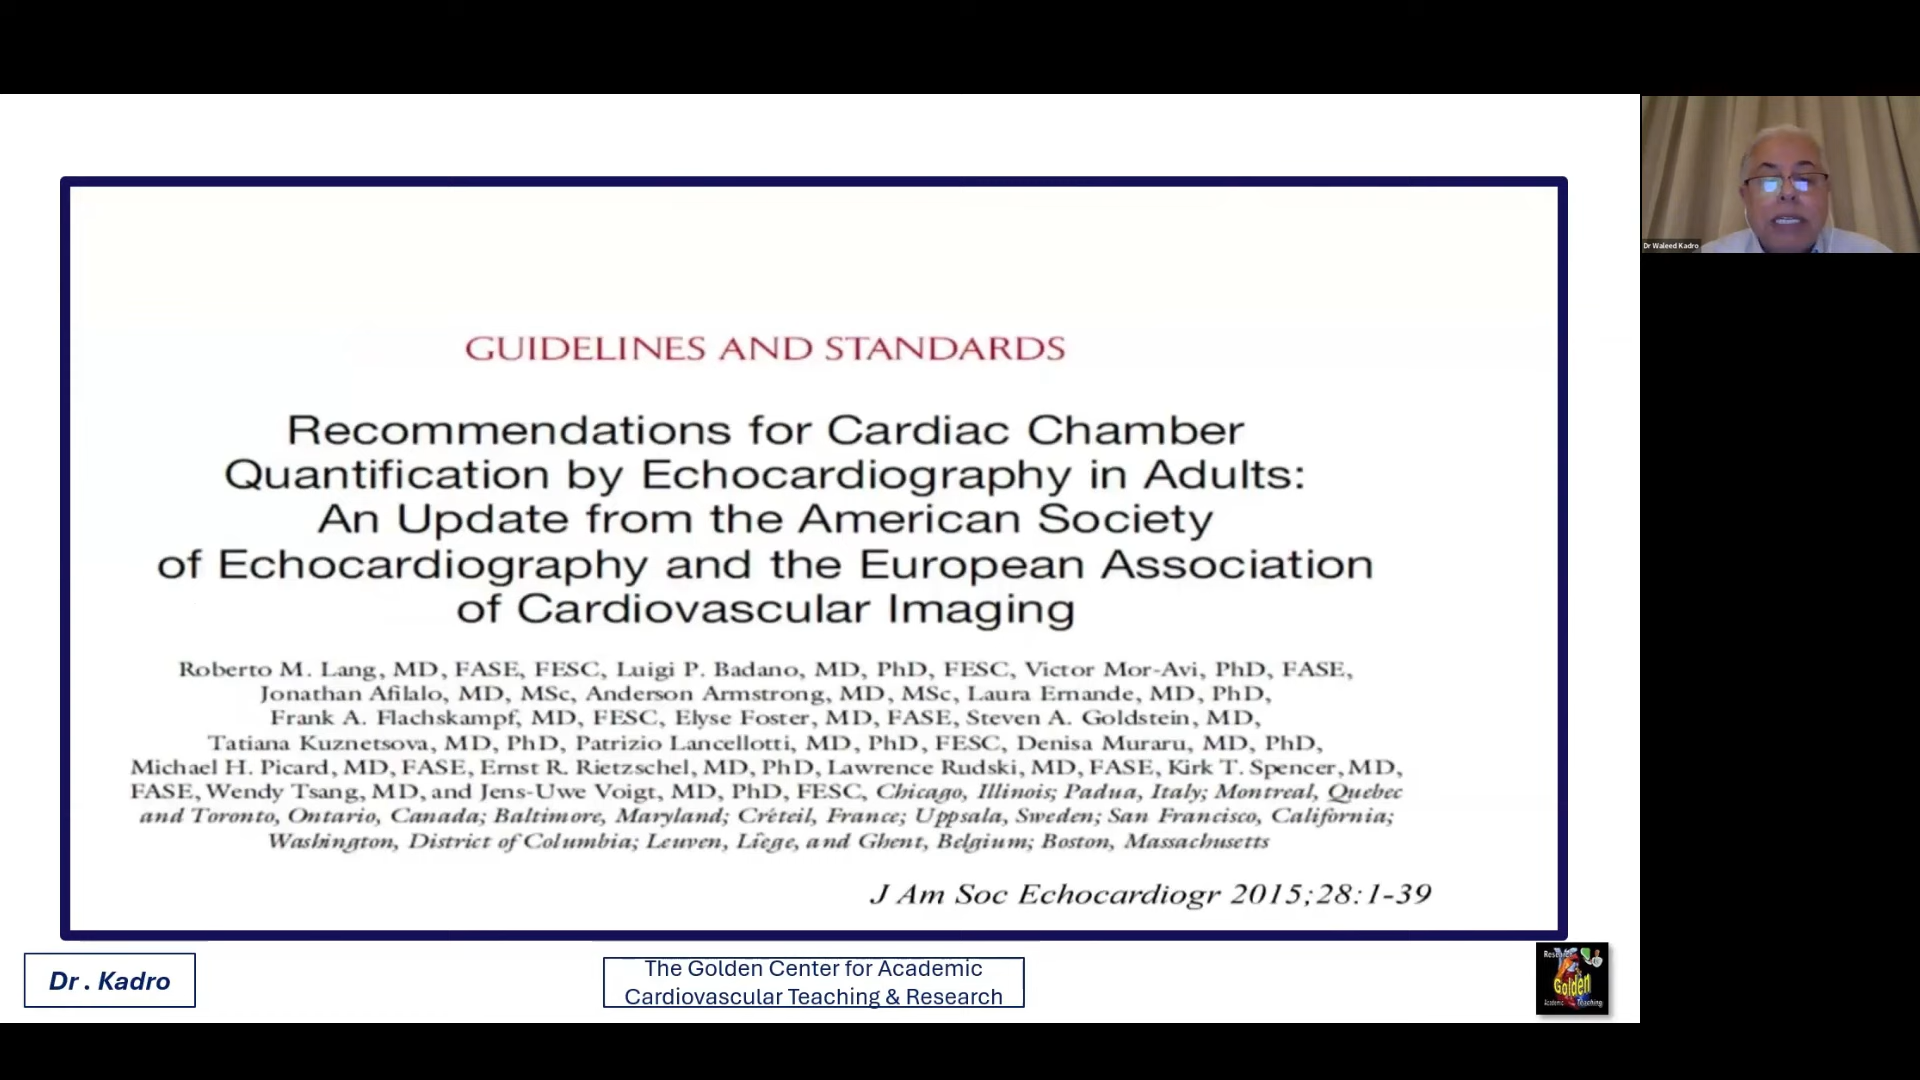 GUIDELINES AND STANDARDS
Recommendations for Cardiac Chamber
Quantification by Echocardiography in Adults:
An Update from the American Society
of Echocardiography and the European Association
of Cardiovascular Imaging
Roberto M. Lang, MD, FASE, FESC, Luigi P. Badano, MD, PhD, FESC, Victor Mor-Avi, PhD, FASE,
Jonathan Afilalo, MD, MSc, Anderson Armstrong, MD, MSc, Laura Ernande, MD, PhD,
Frank A. Flachskampf, MD, FESC, Elyse Foster, MD, FASE, Steven A. Goldstein, MD,
Tatiana Kuznetsova, MD, PhD, Patrizio Lancellotti, MD, PhD, FESC, Denisa Muraru, MD, PhD,
Michael H. Picard, MD, FASE, Ernst R. Rietzschel, MD, PhD, Lawrence Rudski, MD, FASE, Kirk T. Spencer, MD,
FASE, Wendy Tsang, MD, and Jens-Uwe Voigt, MD, PhD, FESC, Chicago, Illinois; Padua, Italy; Montreal, Quebec
and Toronto, Ontario, Canada; Baltimore, Maryland; Créteil, France; Uppsala, Sweden; San Francisco, California;
Washington, District of Columbia; Leuven, Liège, and Ghent, Belgium; Boston, Massachusetts
J Am Soc Echocardiogr 2015;28:1-39
Dr . Kadro
The Golden Center for Academic
Cardiovascular Teaching & Research
Golden
Academic Teaching
Dr Waleed Kadro